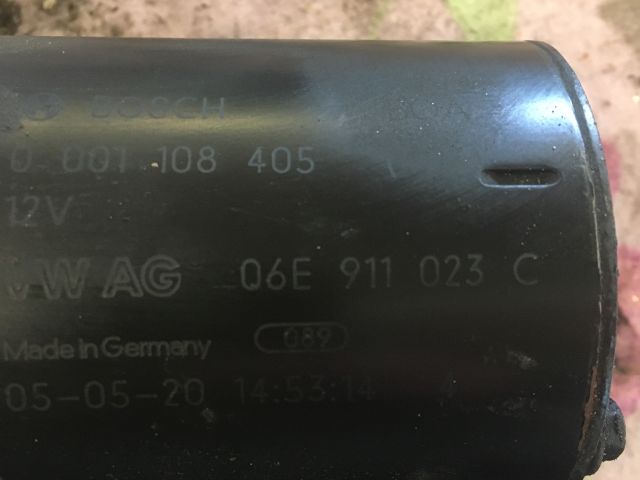 BOSCH
0 001 108 405
12V
VW AG 06E 911 023 C
Made in Germany 089
05-05-20 14:53:14 4